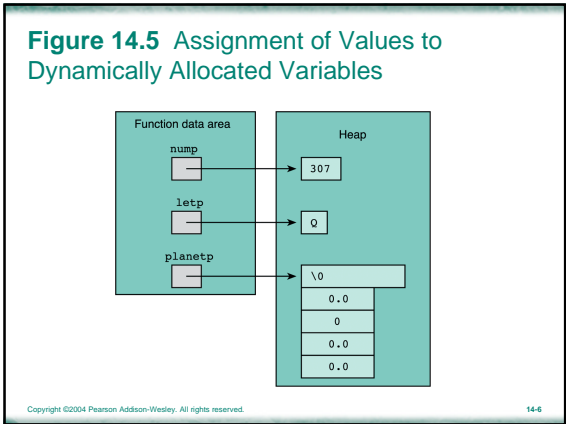 Figure 14.5 Assignment of Values to
Dynamically Allocated Variables
Function data area
Heap
nump
307
letp
Q
planetp
\0
0.0
0
0.0
0.0
Copyright ©2004 Pearson Addison-Wesley. All rights reserved.
14-6